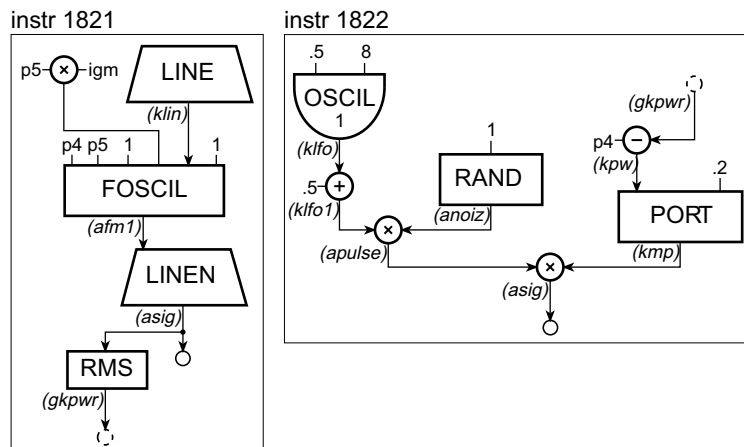 instr 1821
p5 × igm
LINE
(klin)
p4 p5 1 1
FOSCIL
(afm1)
LINEN
(asig)
RMS
(gkpwr)
instr 1822
.5 8
OSCIL
1
(klfo)
.5 +
(klfo1)
1
RAND
(anoiz)
×
(apulse)
(gkpwr)
p4 −
(kpw)
.2
PORT
(kmp)
×
(asig)